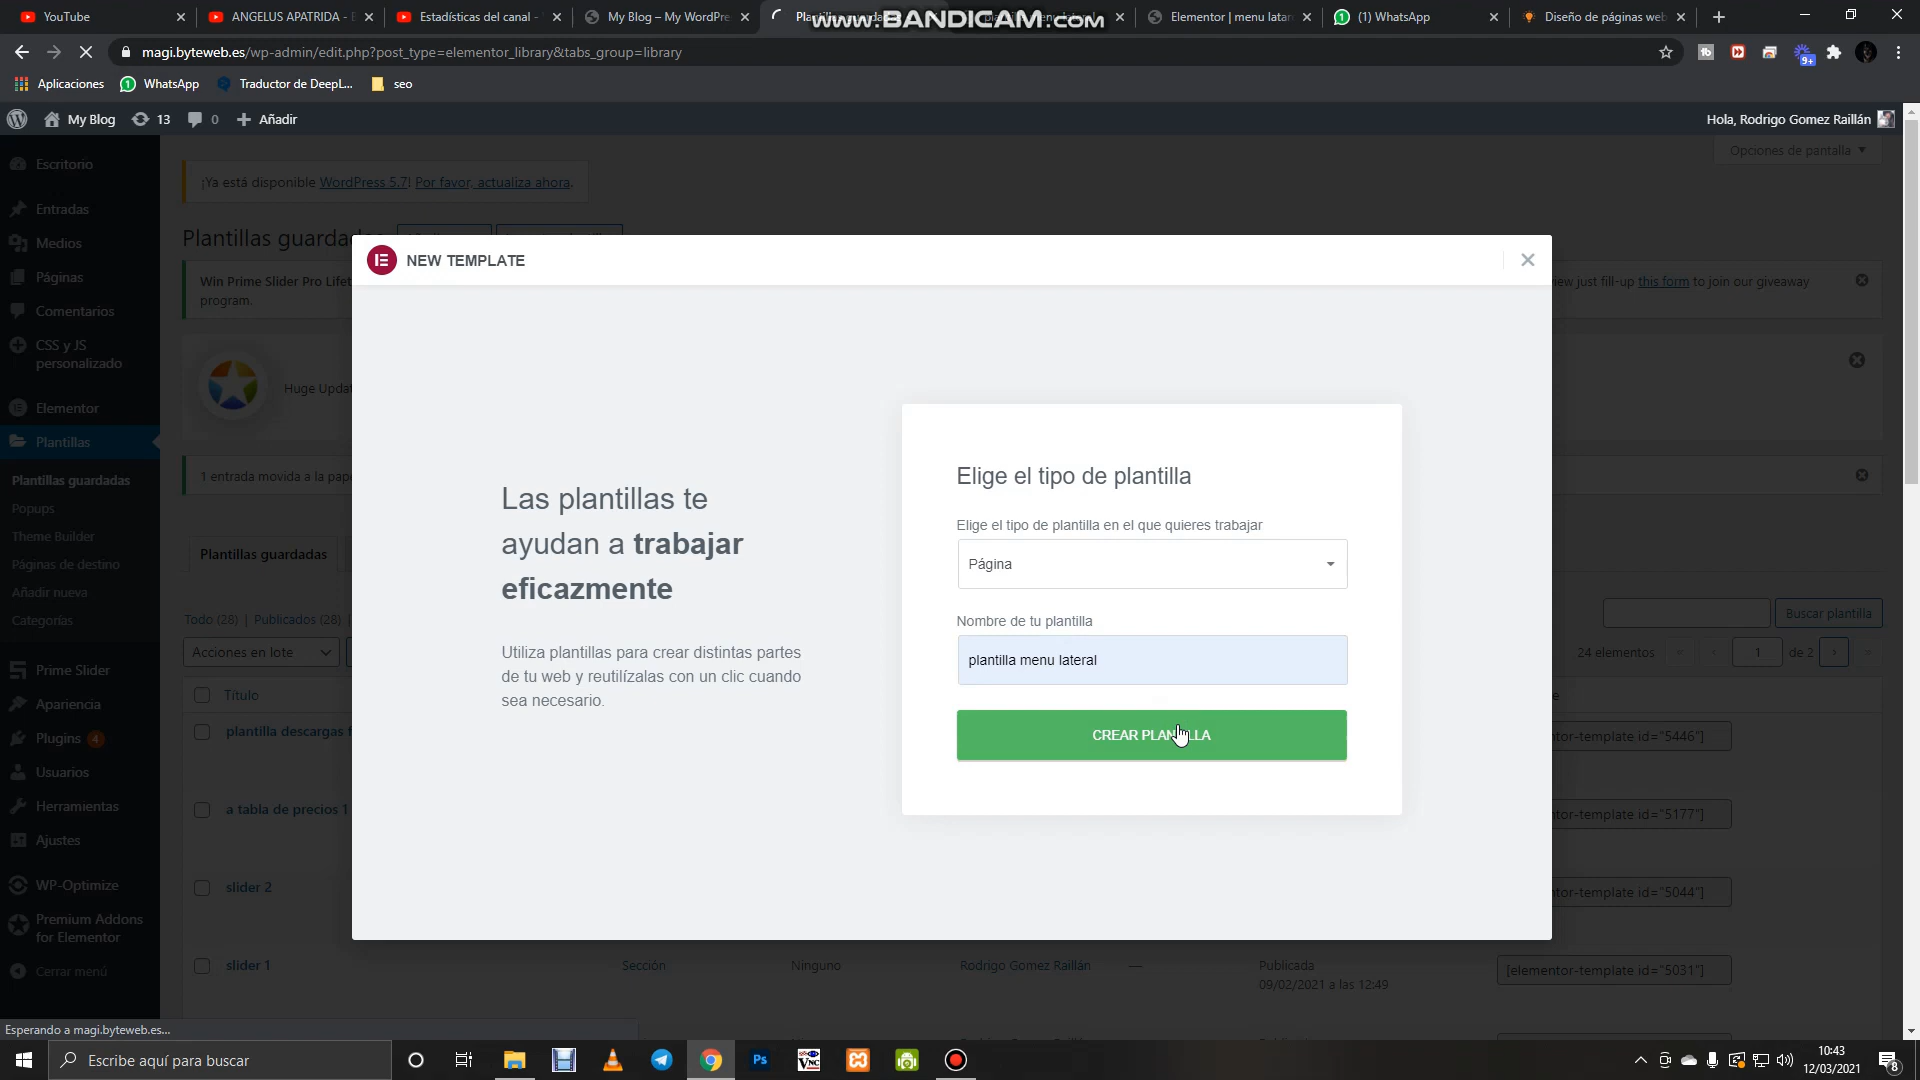 YouTube
ANGELUS APATRIDA - E
Estadísticas del canal -
My Blog – My WordPre
Elementor | menu latar
(1) WhatsApp
Diseño de páginas web
www.BANDICAM.com
magi.byteweb.es/wp-admin/edit.php?post_type=elementor_library&tabs_group=library
9+
Aplicaciones
WhatsApp
Traductor de DeepL...
seo
My Blog
13
0
Añadir
Hola, Rodrigo Gomez Raillán
Escritorio
Entradas
Medios
Páginas
Comentarios
CSS y JS
personalizado
Elementor
Plantillas
Plantillas guardadas
Popups
Theme Builder
Páginas de destino
Añadir nueva
Categorías
Prime Slider
Apariencia
Plugins 4
Usuarios
Herramientas
Ajustes
WP-Optimize
Premium Addons
for Elementor
Cerrar menú
Opciones de pantalla
¡Ya está disponible WordPress 5.7! Por favor, actualiza ahora.
Plantillas guardad
Win Prime Slider Pro Lifet
program.
iew just fill-up this form to join our giveaway
Huge Updat
1 entrada movida a la pape
Plantillas guardadas
Todo (28) | Publicados (28) |
Acciones en lote
Buscar plantilla
24 elementos
« ‹ 1 de 2 › »
Título
plantilla descargas f
tor-template id="5446"]
a tabla de precios 1
tor-template id="5177"]
slider 2
tor-template id="5044"]
slider 1
Sección
Ninguno
Rodrigo Gomez Raillán
—
Publicada
09/02/2021 a las 12:49
[elementor-template id="5031"]
NEW TEMPLATE
Las plantillas te
ayudan a trabajar
eficazmente
Utiliza plantillas para crear distintas partes
de tu web y reutilízalas con un clic cuando
sea necesario.
Elige el tipo de plantilla
Elige el tipo de plantilla en el que quieres trabajar
Página
Nombre de tu plantilla
plantilla menu lateral
CREAR PLANTILLA
Esperando a magi.byteweb.es...
Escribe aquí para buscar
Ps
VNC
10:43
12/03/2021
8